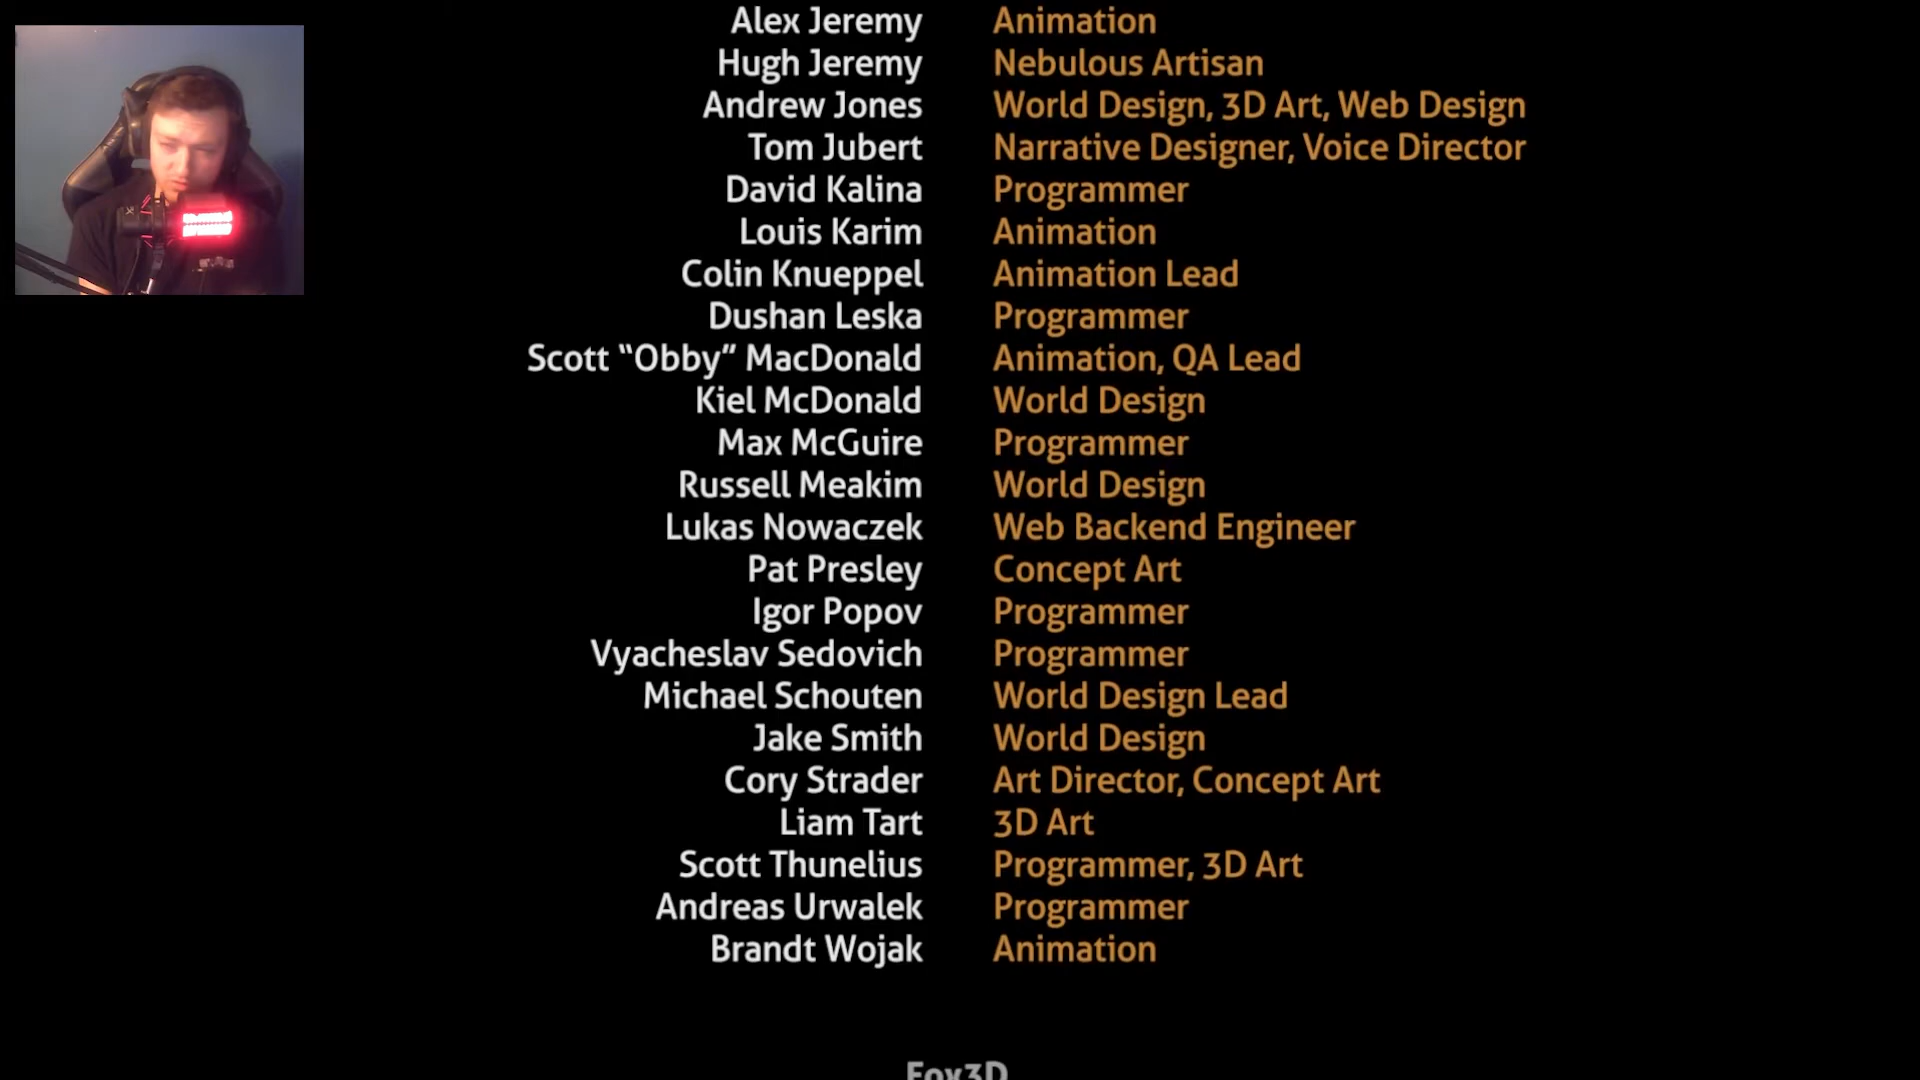 Alex Jeremy Animation
Hugh Jeremy Nebulous Artisan
Andrew Jones World Design, 3D Art, Web Design
Tom Jubert Narrative Designer, Voice Director
David Kalina Programmer
Louis Karim Animation
Colin Knueppel Animation Lead
Dushan Leska Programmer
Scott “Obby” MacDonald Animation, QA Lead
Kiel McDonald World Design
Max McGuire Programmer
Russell Meakim World Design
Lukas Nowaczek Web Backend Engineer
Pat Presley Concept Art
Igor Popov Programmer
Vyacheslav Sedovich Programmer
Michael Schouten World Design Lead
Jake Smith World Design
Cory Strader Art Director, Concept Art
Liam Tart 3D Art
Scott Thunelius Programmer, 3D Art
Andreas Urwalek Programmer
Brandt Wojak Animation
Fox3D